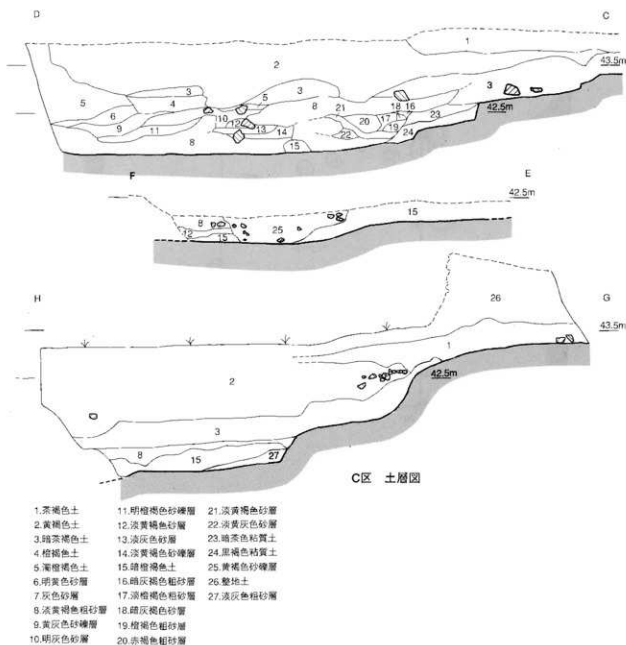 D C
1
2
43.5m
3 3
5 3 18 16
5 4 8 21 42.5m
6 10 17 20 23
9 11 12 13 14 19
22 24
8 15
F E
42.5m
8 15
12 25
15
H G
26
43.5m
1
2 42.5m
3
8 15 27
C区 土層図
1.茶褐色土
2.黄褐色土
3.暗茶褐色土
4.橙褐色土
5.濁橙褐色土
6.明黄色砂層
7.灰色砂層
8.淡黄褐色粗砂層
9.黄灰色砂礫層
10.明灰色砂層
11.明橙褐色砂礫層
12.淡黄褐色砂層
13.淡灰色砂層
14.淡黄褐色砂礫層
15.暗橙褐色土
16.暗灰褐色粗砂層
17.淡橙褐色粗砂層
18.暗灰褐色砂層
19.橙褐色粗砂層
20.赤褐色粗砂層
21.淡黄褐色砂層
22.淡黄灰色砂層
23.暗茶色粘質土
24.黒褐色粘質土
25.黄褐色砂礫層
26.整地土
27.淡灰色粗砂層